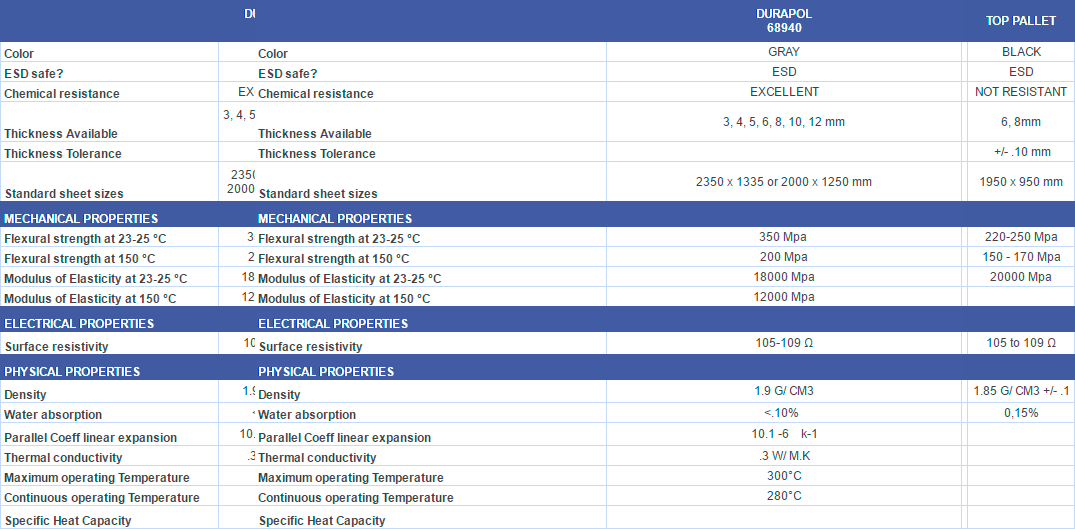 DURAPOL
68940
TOP PALLET
Color Color GRAY BLACK
ESD safe? ESD safe? ESD ESD
Chemical resistance EX Chemical resistance EXCELLENT NOT RESISTANT
3, 4, 5
Thickness Available Thickness Available 3, 4, 5, 6, 8, 10, 12 mm 6, 8mm
Thickness Tolerance Thickness Tolerance +/- .10 mm
2350
2000
Standard sheet sizes Standard sheet sizes 2350 x 1335 or 2000 x 1250 mm 1950 x 950 mm
MECHANICAL PROPERTIES MECHANICAL PROPERTIES
Flexural strength at 23-25 °C 3 Flexural strength at 23-25 °C 350 Mpa 220-250 Mpa
Flexural strength at 150 °C 2 Flexural strength at 150 °C 200 Mpa 150 - 170 Mpa
Modulus of Elasticity at 23-25 °C 18 Modulus of Elasticity at 23-25 °C 18000 Mpa 20000 Mpa
Modulus of Elasticity at 150 °C 12 Modulus of Elasticity at 150 °C 12000 Mpa
ELECTRICAL PROPERTIES ELECTRICAL PROPERTIES
Surface resistivity 10 Surface resistivity 105-109 Ω 105 to 109 Ω
PHYSICAL PROPERTIES PHYSICAL PROPERTIES
Density 1.9 Density 1.9 G/ CM3 1.85 G/ CM3 +/- .1
Water absorption Water absorption <.10% 0,15%
Parallel Coeff linear expansion 10. Parallel Coeff linear expansion 10.1 -6 k-1
Thermal conductivity .3 Thermal conductivity .3 W/ M.K
Maximum operating Temperature Maximum operating Temperature 300°C
Continuous operating Temperature Continuous operating Temperature 280°C
Specific Heat Capacity Specific Heat Capacity